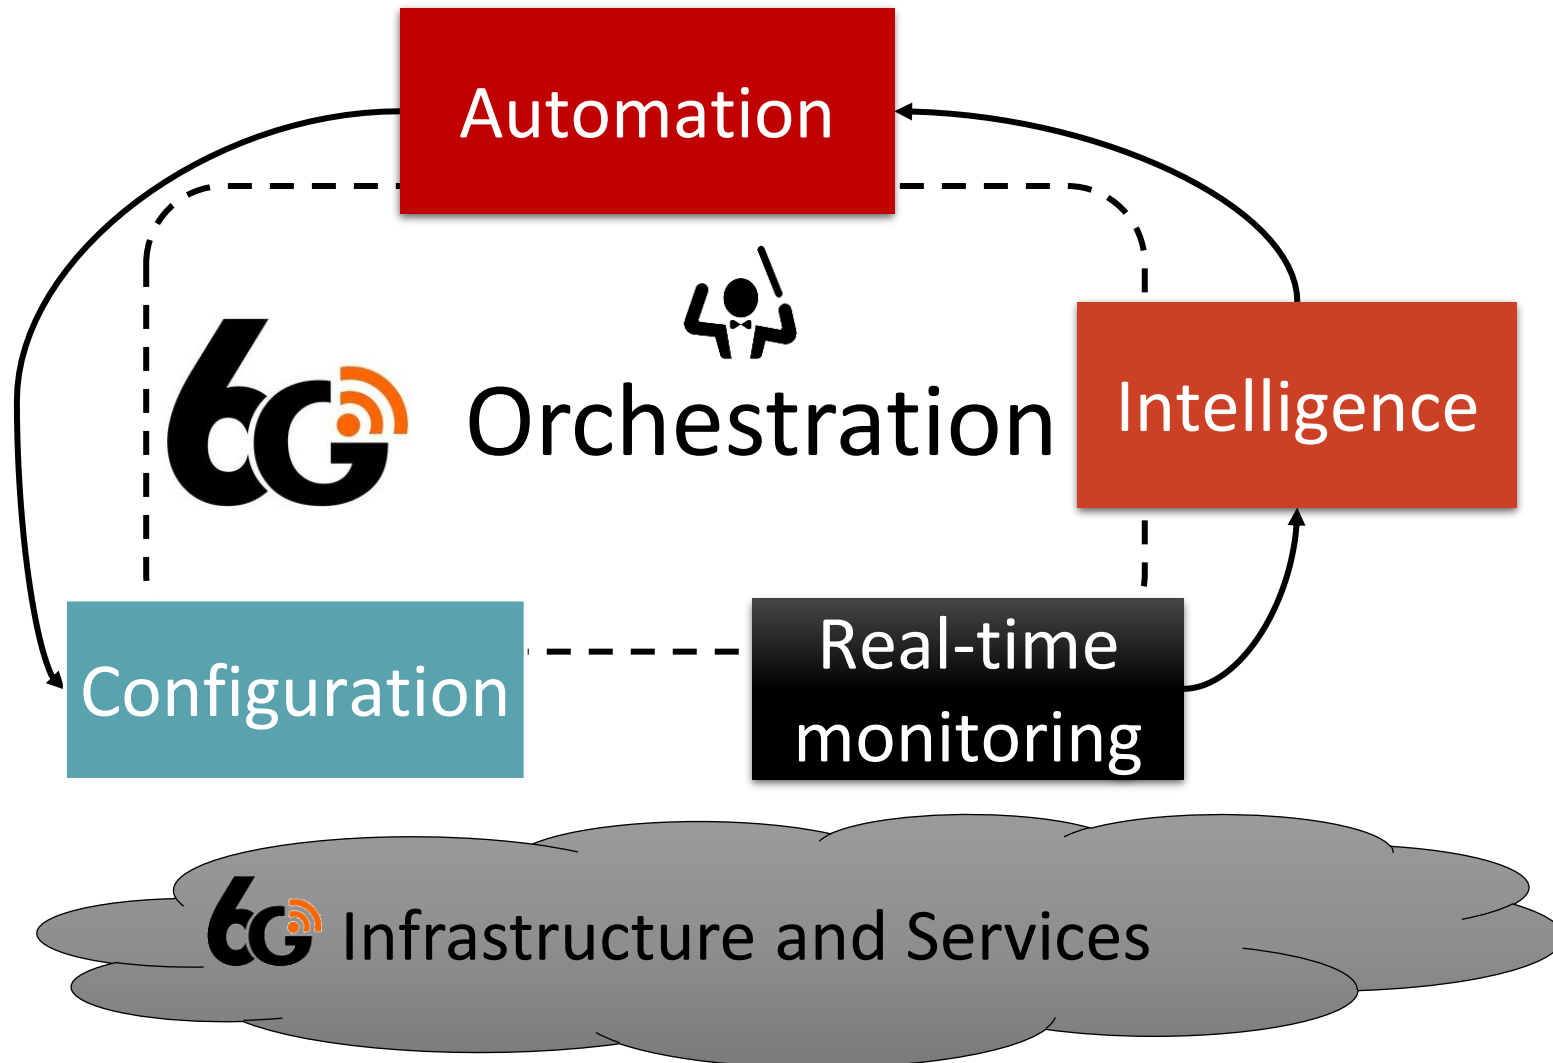 Automation
6G Orchestration
Intelligence
Configuration
Real-time
monitoring
6G Infrastructure and Services